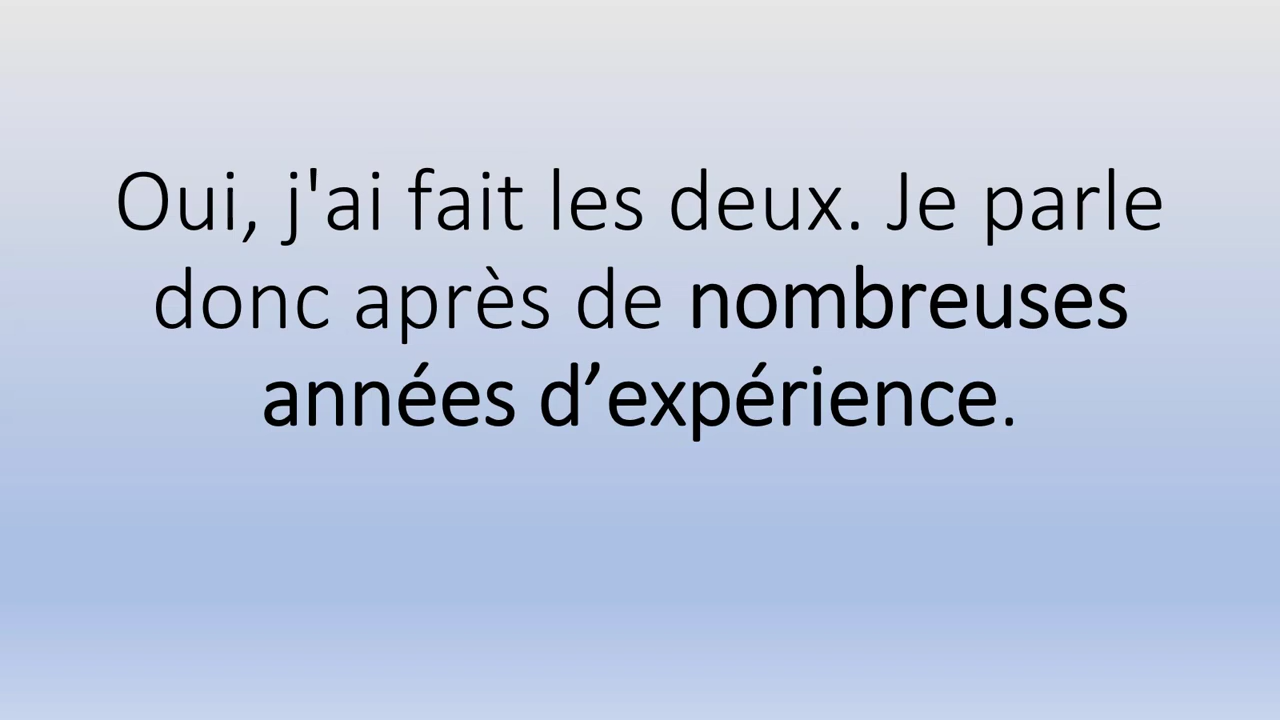 Oui, j'ai fait les deux. Je parle
donc après de nombreuses
années d’expérience.